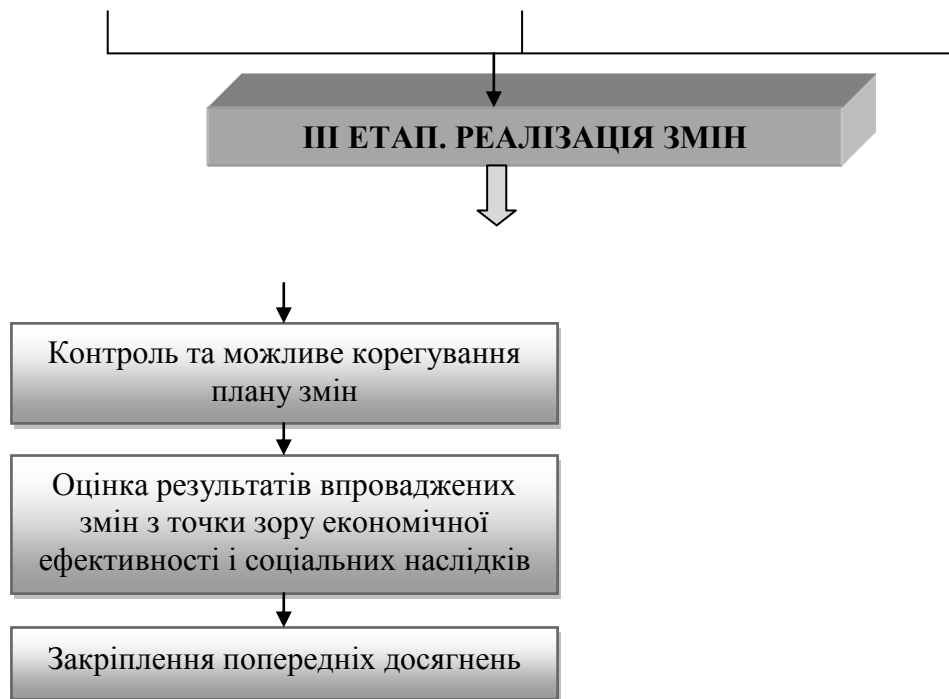 ІІІ ЕТАП. РЕАЛІЗАЦІЯ ЗМІН
Контроль та можливе корегування
плану змін
Оцінка результатів впроваджених
змін з точки зору економічної
ефективності і соціальних наслідків
Закріплення попередніх досягнень